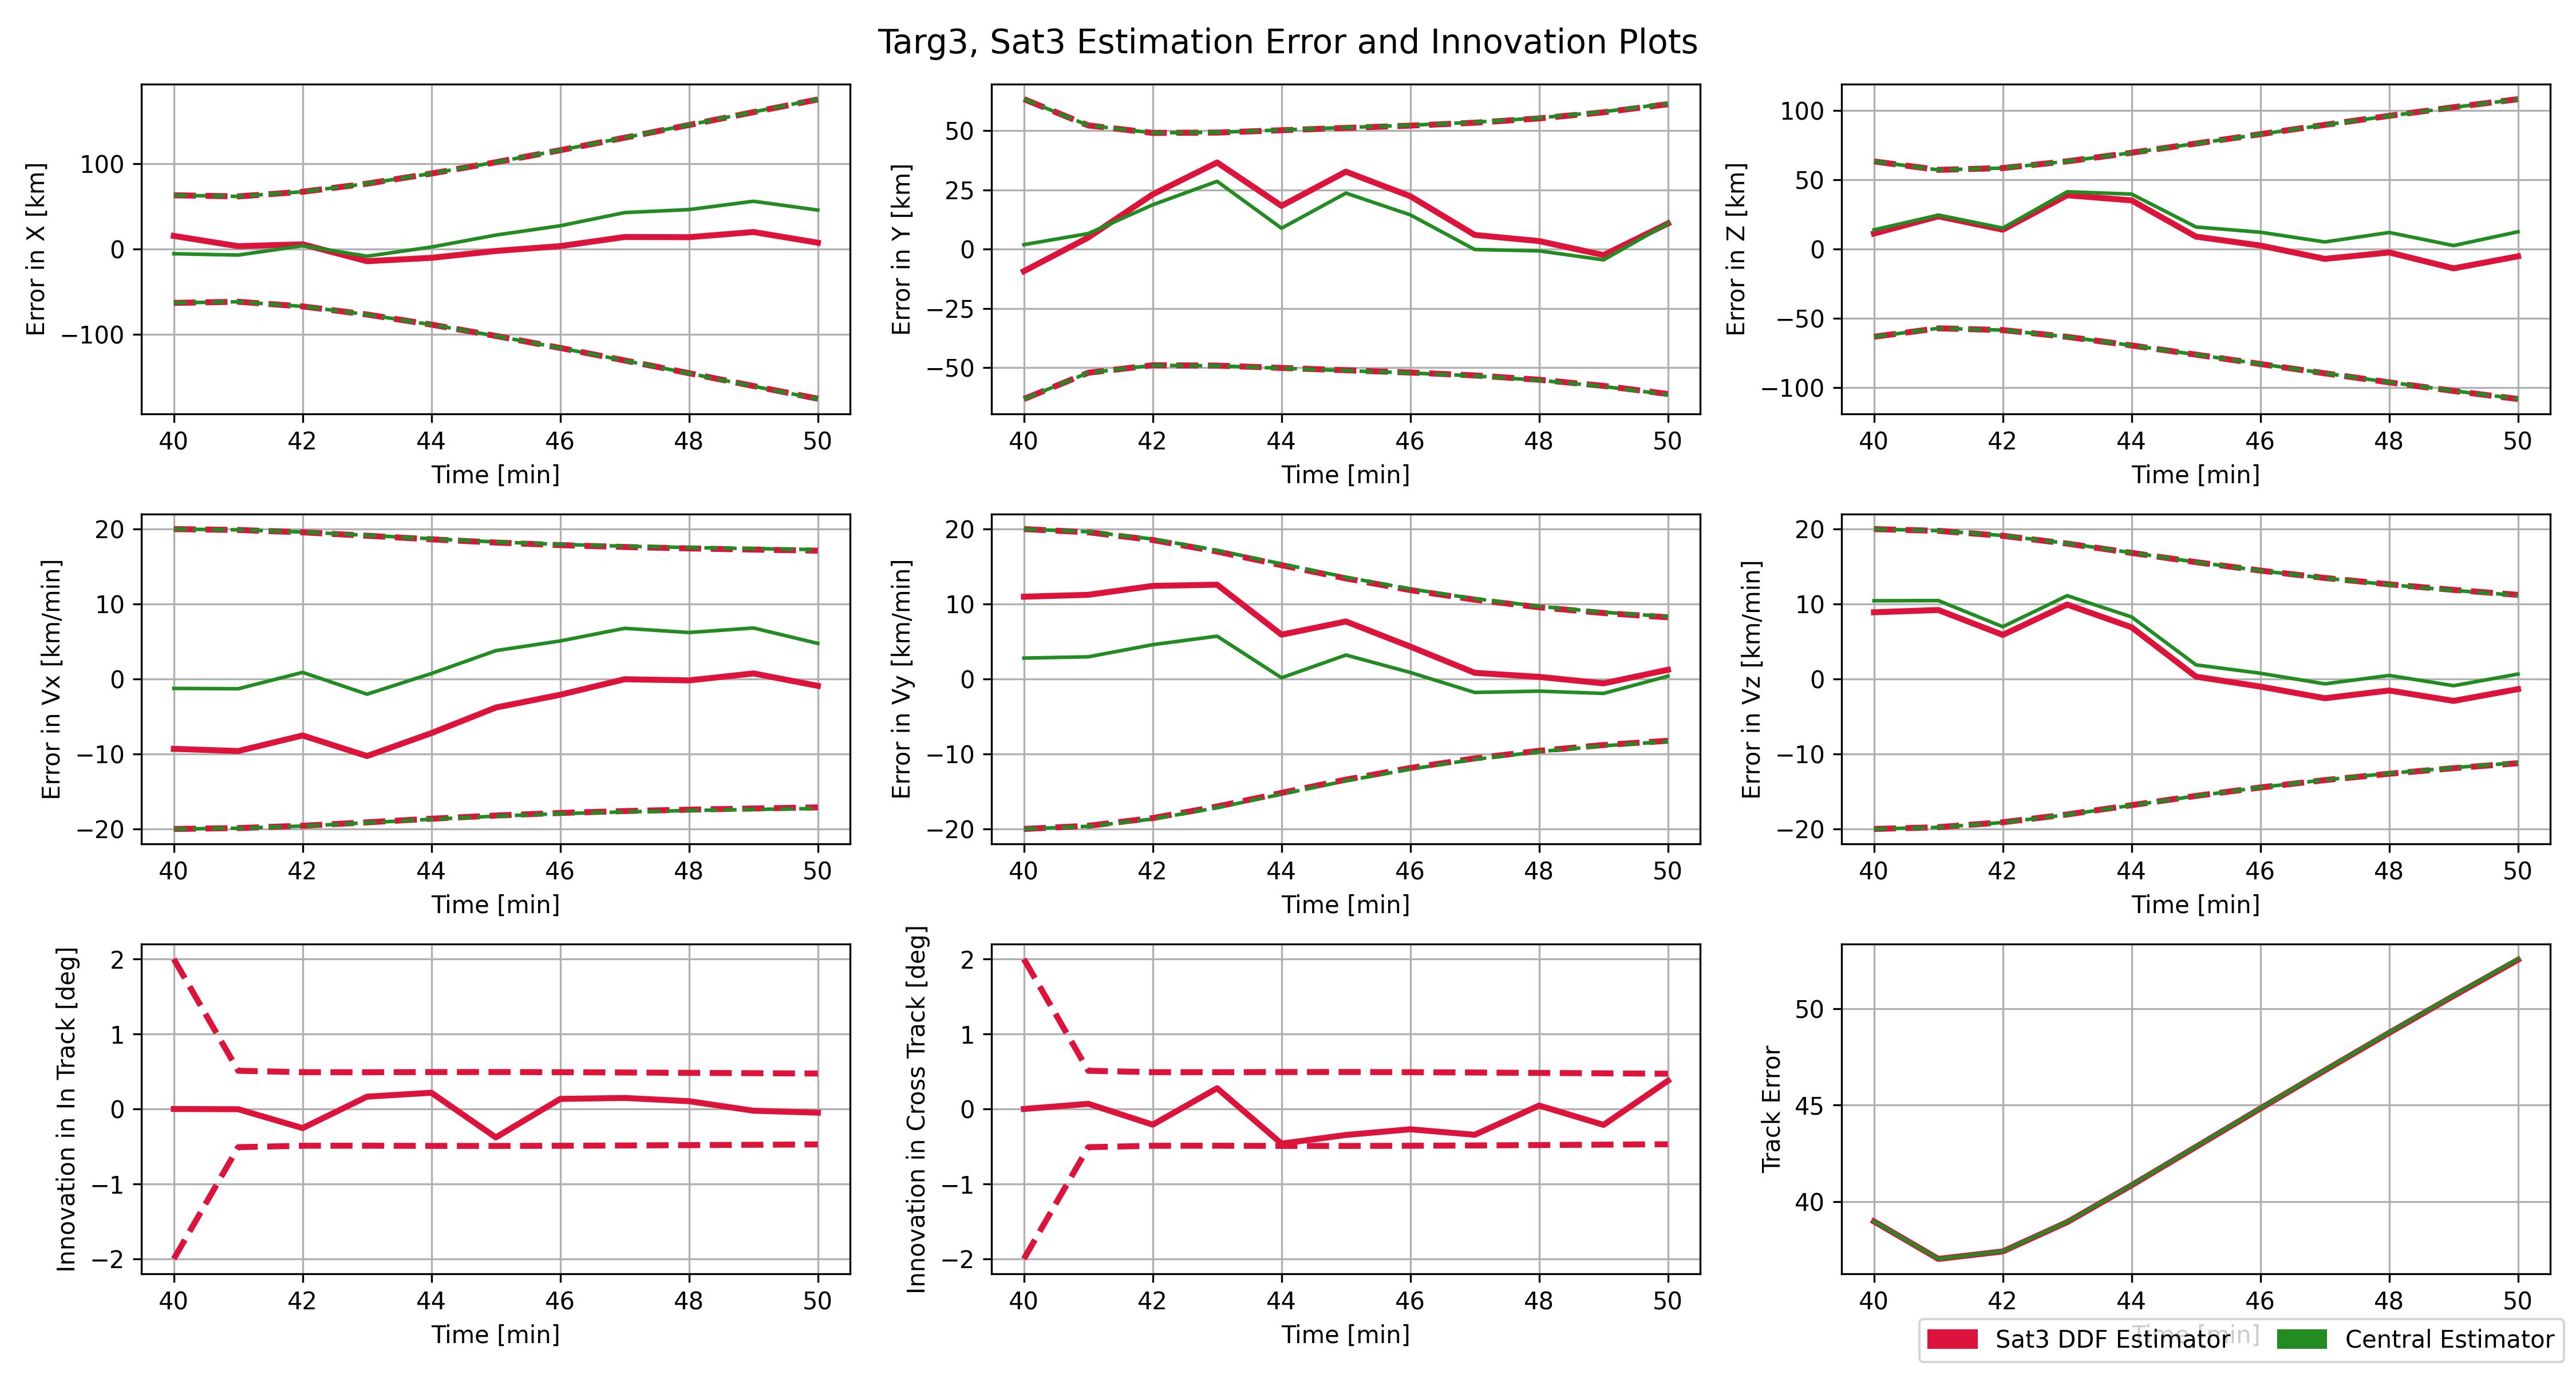 Targ3, Sat3 Estimation Error and Innovation Plots
Error in X [km]
100
0
−100
40 42 44 46 48 50
Time [min]
Error in Y [km]
50
25
0
−25
−50
40 42 44 46 48 50
Time [min]
Error in Z [km]
100
50
0
−50
−100
40 42 44 46 48 50
Time [min]
Error in Vx [km/min]
20
10
0
−10
−20
40 42 44 46 48 50
Time [min]
Error in Vy [km/min]
20
10
0
−10
−20
40 42 44 46 48 50
Time [min]
Error in Vz [km/min]
20
10
0
−10
−20
40 42 44 46 48 50
Time [min]
Innovation in In Track [deg]
2
1
0
−1
−2
40 42 44 46 48 50
Time [min]
Innovation in Cross Track [deg]
2
1
0
−1
−2
40 42 44 46 48 50
Time [min]
Track Error
50
45
40
40 42 44 46 48 50
Time [min]
Sat3 DDF Estimator
Central Estimator